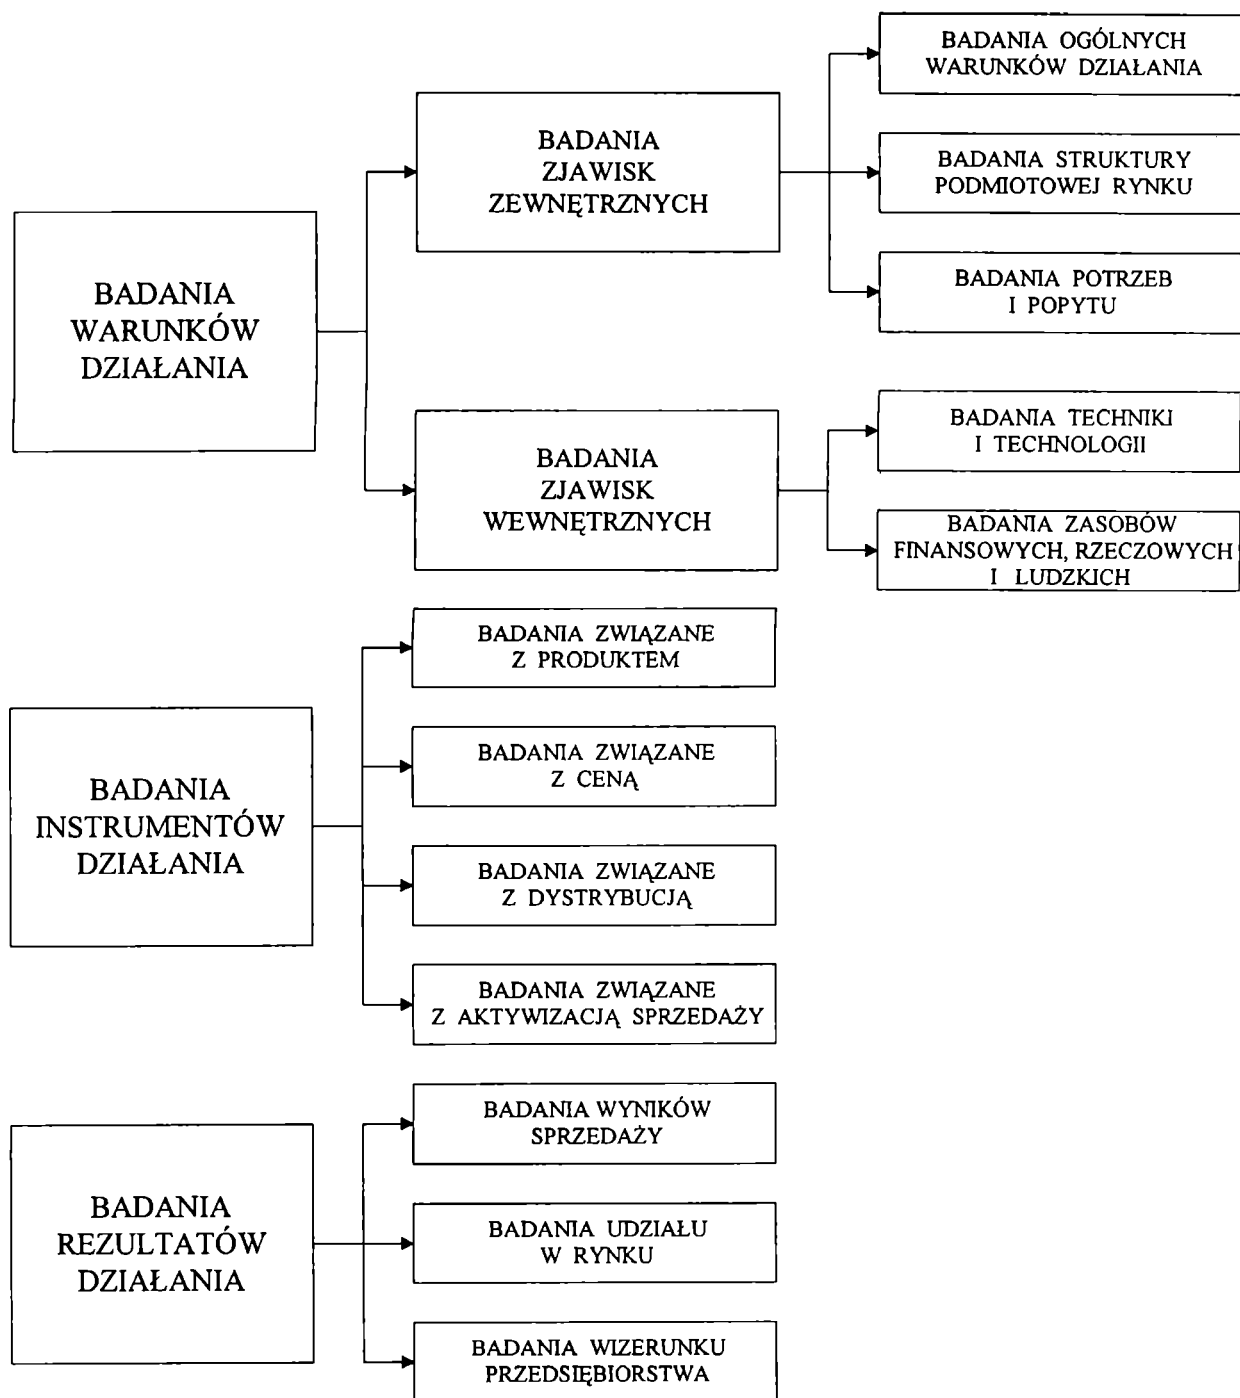 BADANIA
WARUNKÓW
DZIAŁANIA
BADANIA
ZJAWISK
ZEWNĘTRZNYCH
BADANIA OGÓLNYCH
WARUNKÓW DZIAŁANIA
BADANIA STRUKTURY
PODMIOTOWEJ RYNKU
BADANIA POTRZEB
I POPYTU
BADANIA
ZJAWISK
WEWNĘTRZNYCH
BADANIA TECHNIKI
I TECHNOLOGII
BADANIA ZASOBÓW
FINANSOWYCH, RZECZOWYCH
I LUDZKICH
BADANIA
INSTRUMENTÓW
DZIAŁANIA
BADANIA ZWIĄZANE
Z PRODUKTEM
BADANIA ZWIĄZANE
Z CENĄ
BADANIA ZWIĄZANE
Z DYSTRYBUCJĄ
BADANIA ZWIĄZANE
Z AKTYWIZACJĄ SPRZEDAŻY
BADANIA
REZULTATÓW
DZIAŁANIA
BADANIA WYNIKÓW
SPRZEDAŻY
BADANIA UDZIAŁU
W RYNKU
BADANIA WIZERUNKU
PRZEDSIĘBIORSTWA